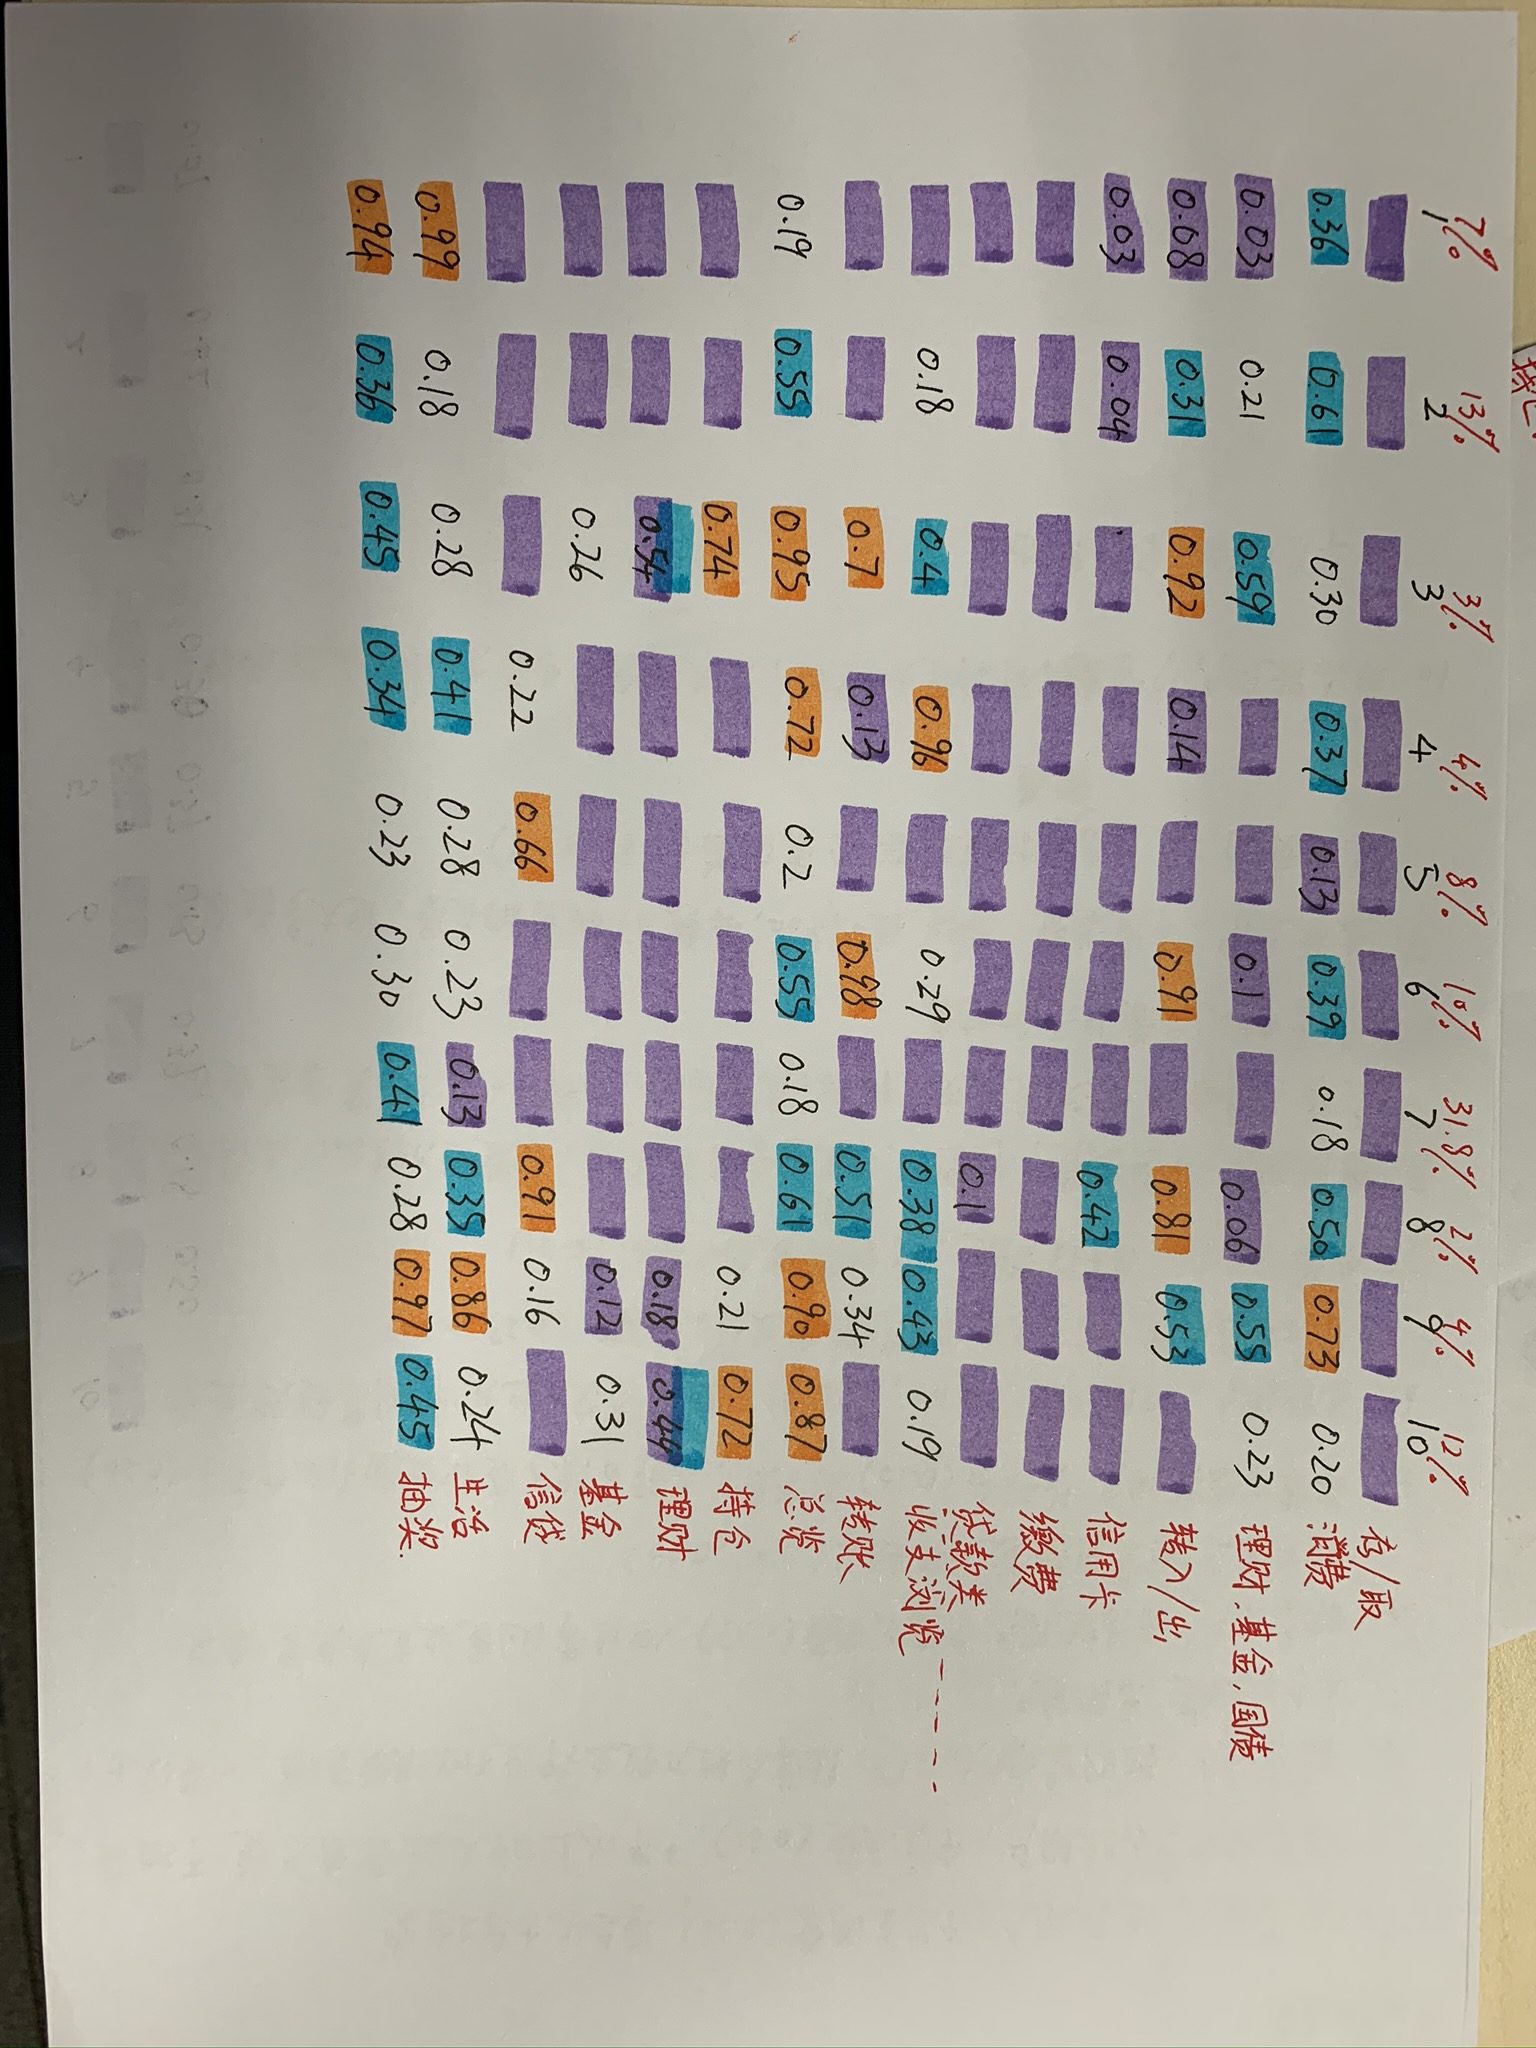 持仓
7% 13% 3% 4% 8% 10% 31.8% 2% 4% 12%
1 2 3 4 5 6 7 8 9 10
存/取
0.36 0.61 0.30 0.37 0.13 0.39 0.18 0.50 0.73 0.20 消费
0.03 0.21 0.59 0.1 0.06 0.55 0.23 理财、基金、国债
0.08 0.31 0.92 0.14 0.91 0.81 0.53 转入/出
0.03 0.04 0.42 信用卡
缴费
0.1 贷款类
0.18 0.4 0.96 0.29 0.38 0.43 0.19 收支浏览
0.7 0.13 0.98 0.51 0.34 转账
0.19 0.55 0.95 0.72 0.2 0.55 0.18 0.61 0.90 0.87 总览
0.74 0.21 0.72 持仓
0.54 0.18 0.44 理财
0.26 0.12 0.31 基金
0.22 0.66 0.91 0.16 信贷
0.99 0.18 0.28 0.41 0.28 0.23 0.13 0.35 0.86 0.24 生活
0.94 0.36 0.45 0.34 0.23 0.30 0.41 0.28 0.97 0.45 抽奖.